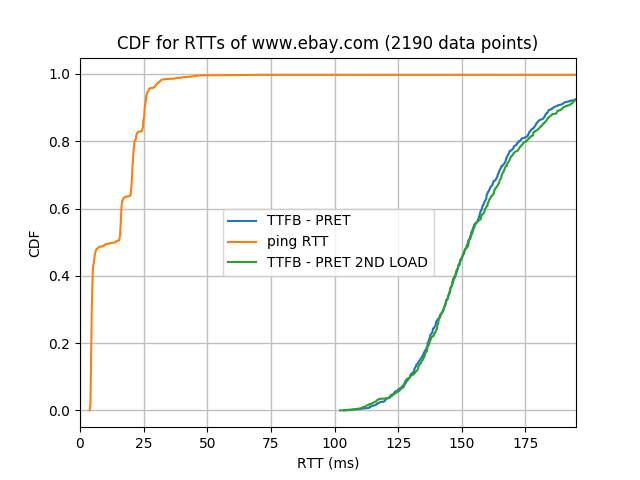 CDF for RTTs of www.ebay.com (2190 data points)
1.0
0.8
0.6
0.4
0.2
0.0
CDF
TTFB - PRET
ping RTT
TTFB - PRET 2ND LOAD
0 25 50 75 100 125 150 175
RTT (ms)